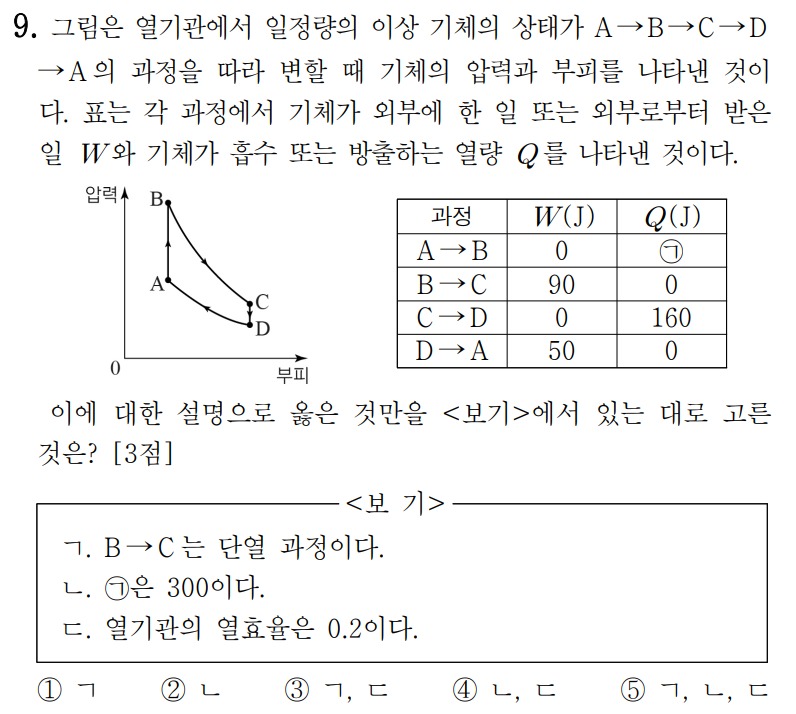 9. 그림은 열기관에서 일정량의 이상 기체의 상태가 A→B→C→D
→A의 과정을 따라 변할 때 기체의 압력과 부피를 나타낸 것이
다. 표는 각 과정에서 기체가 외부에 한 일 또는 외부로부터 받은
일 W와 기체가 흡수 또는 방출하는 열량 Q를 나타낸 것이다.
압력
B
A
C
D
0
부피
과정 W(J) Q(J)
A→B 0 ㉠
B→C 90 0
C→D 0 160
D→A 50 0
이에 대한 설명으로 옳은 것만을 <보기>에서 있는 대로 고른
것은? [3점]
<보 기>
ㄱ. B→C는 단열 과정이다.
ㄴ. ㉠은 300이다.
ㄷ. 열기관의 열효율은 0.2이다.
① ㄱ ② ㄴ ③ ㄱ, ㄷ ④ ㄴ, ㄷ ⑤ ㄱ, ㄴ, ㄷ